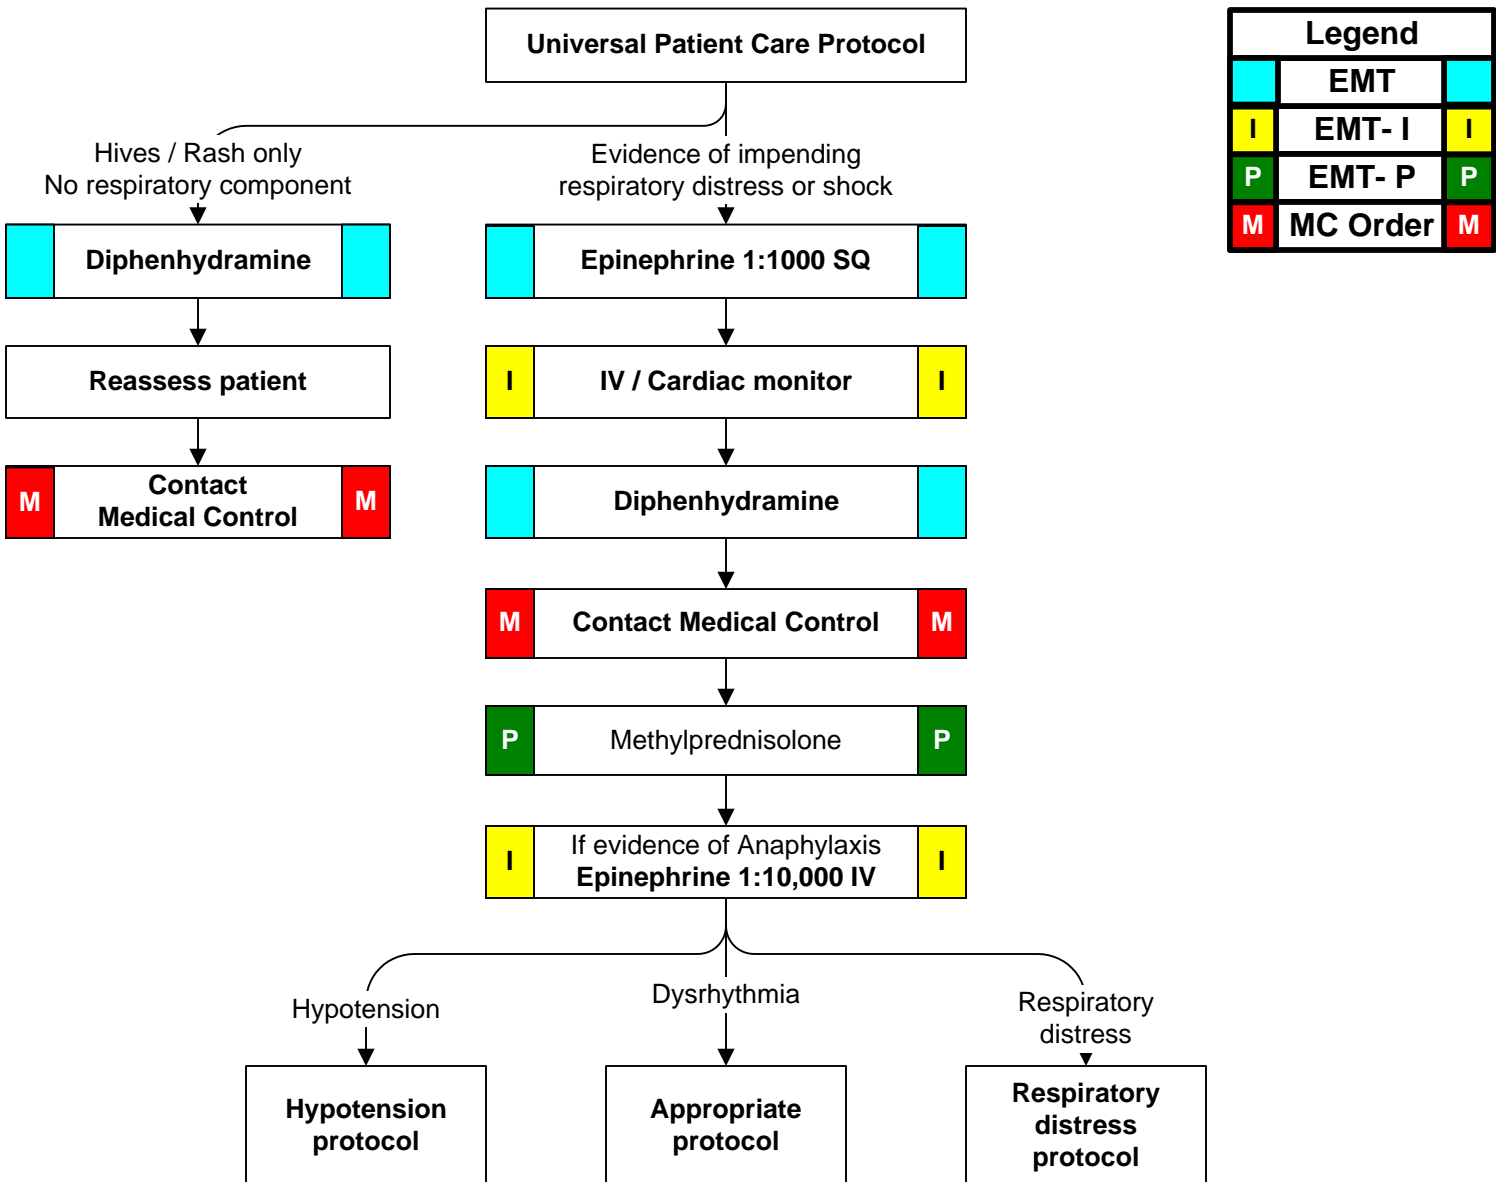 Universal Patient Care Protocol
Legend
EMT
I EMT- I I
P EMT- P P
M MC Order M
Hives / Rash only
No respiratory component
Evidence of impending
respiratory distress or shock
Diphenhydramine
Epinephrine 1:1000 SQ
Reassess patient
I IV / Cardiac monitor I
M Contact M
Medical Control
Diphenhydramine
M Contact Medical Control M
P Methylprednisolone P
If evidence of Anaphylaxis
I Epinephrine 1:10,000 IV I
Hypotension
Dysrhythmia
Respiratory
distress
Hypotension
protocol
Appropriate
protocol
Respiratory
distress
protocol